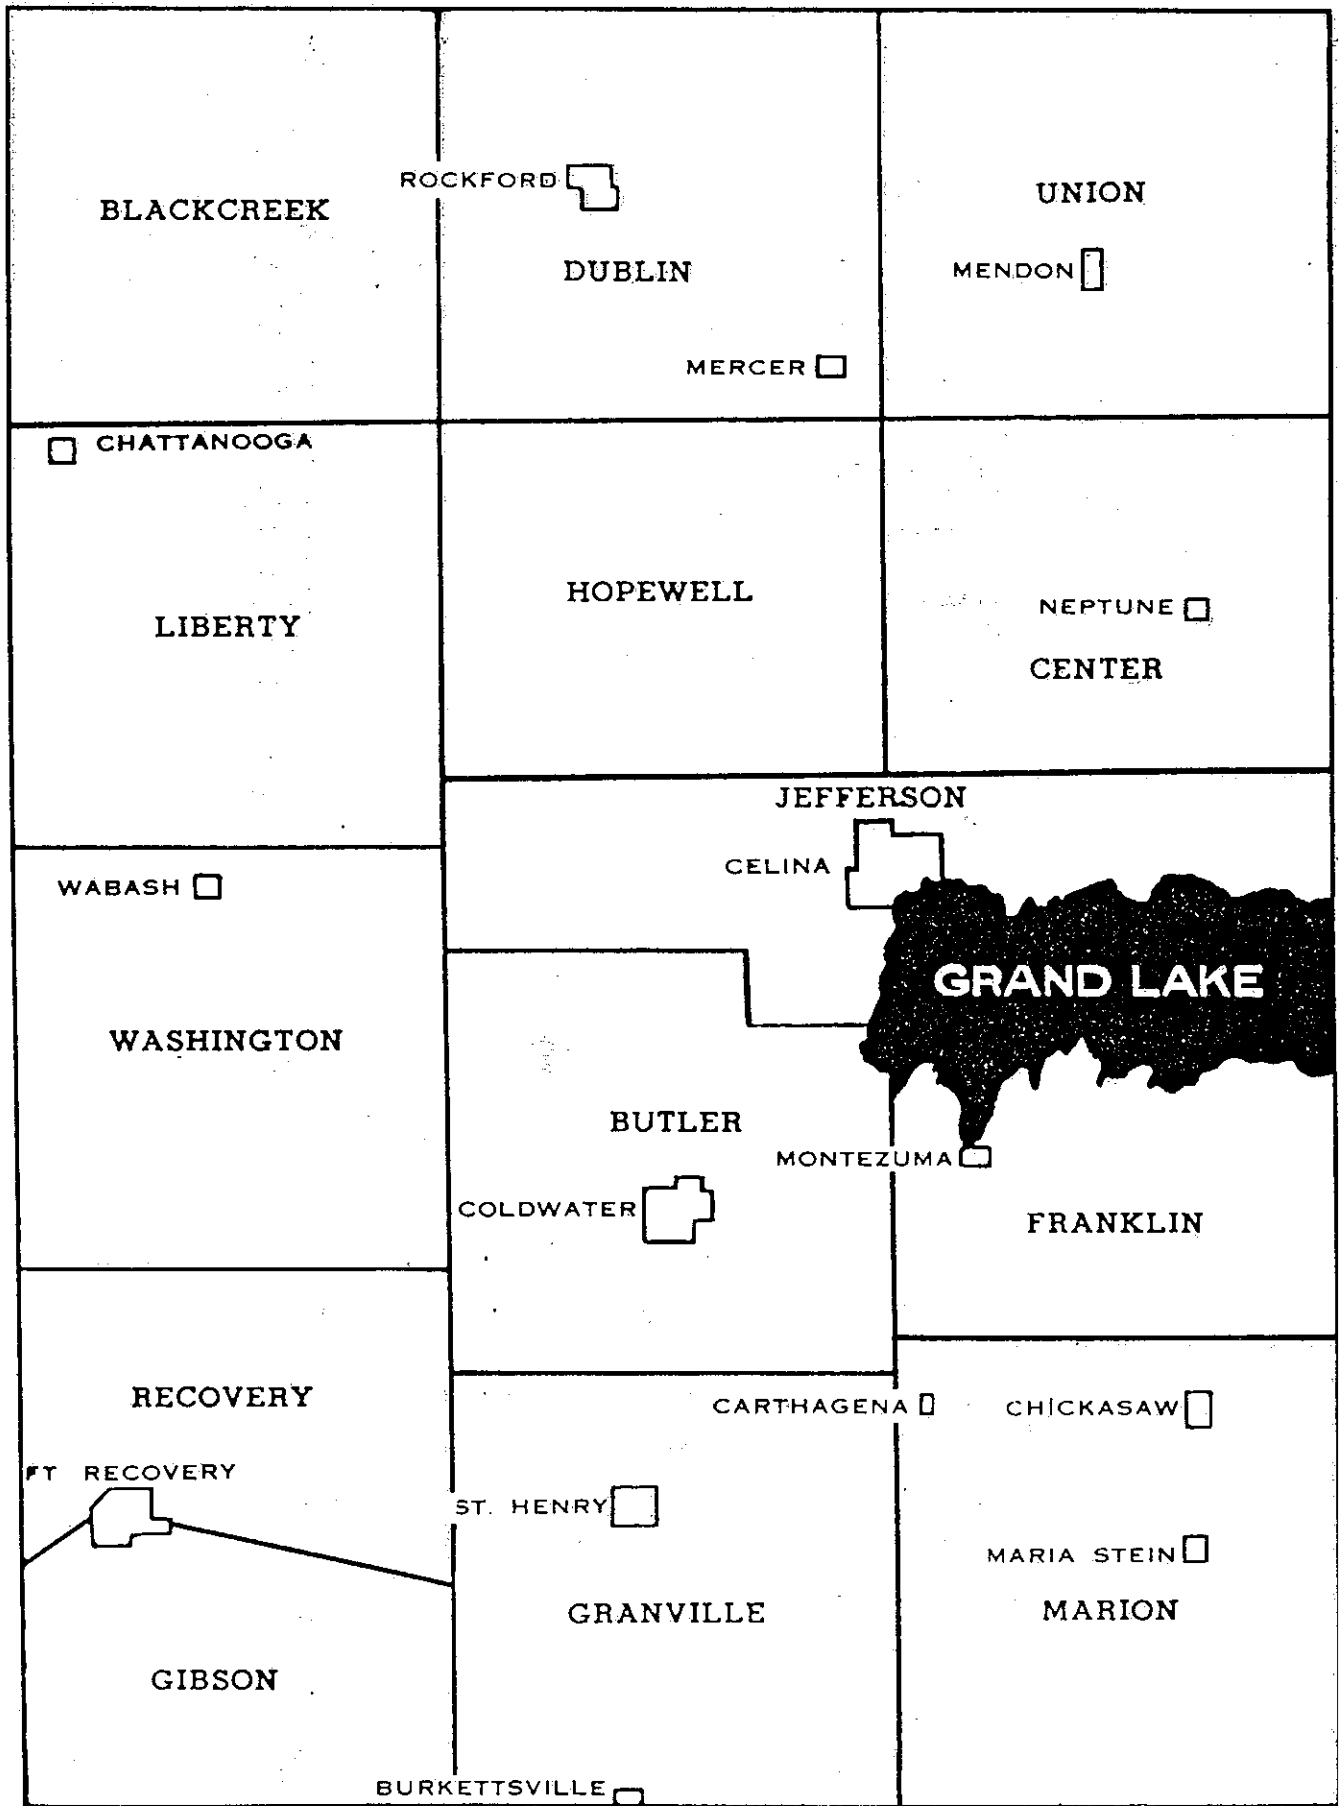 ROCKFORD
BLACKCREEK
UNION
DUBLIN
MENDON
MERCER
CHATTANOOGA
HOPEWELL
NEPTUNE
LIBERTY
CENTER
JEFFERSON
CELINA
WABASH
GRAND LAKE
WASHINGTON
BUTLER
MONTEZUMA
COLDWATER
FRANKLIN
RECOVERY
CARTHAGENA
CHICKASAW
FT RECOVERY
ST. HENRY
MARIA STEIN
GRANVILLE
MARION
GIBSON
BURKETTSVILLE